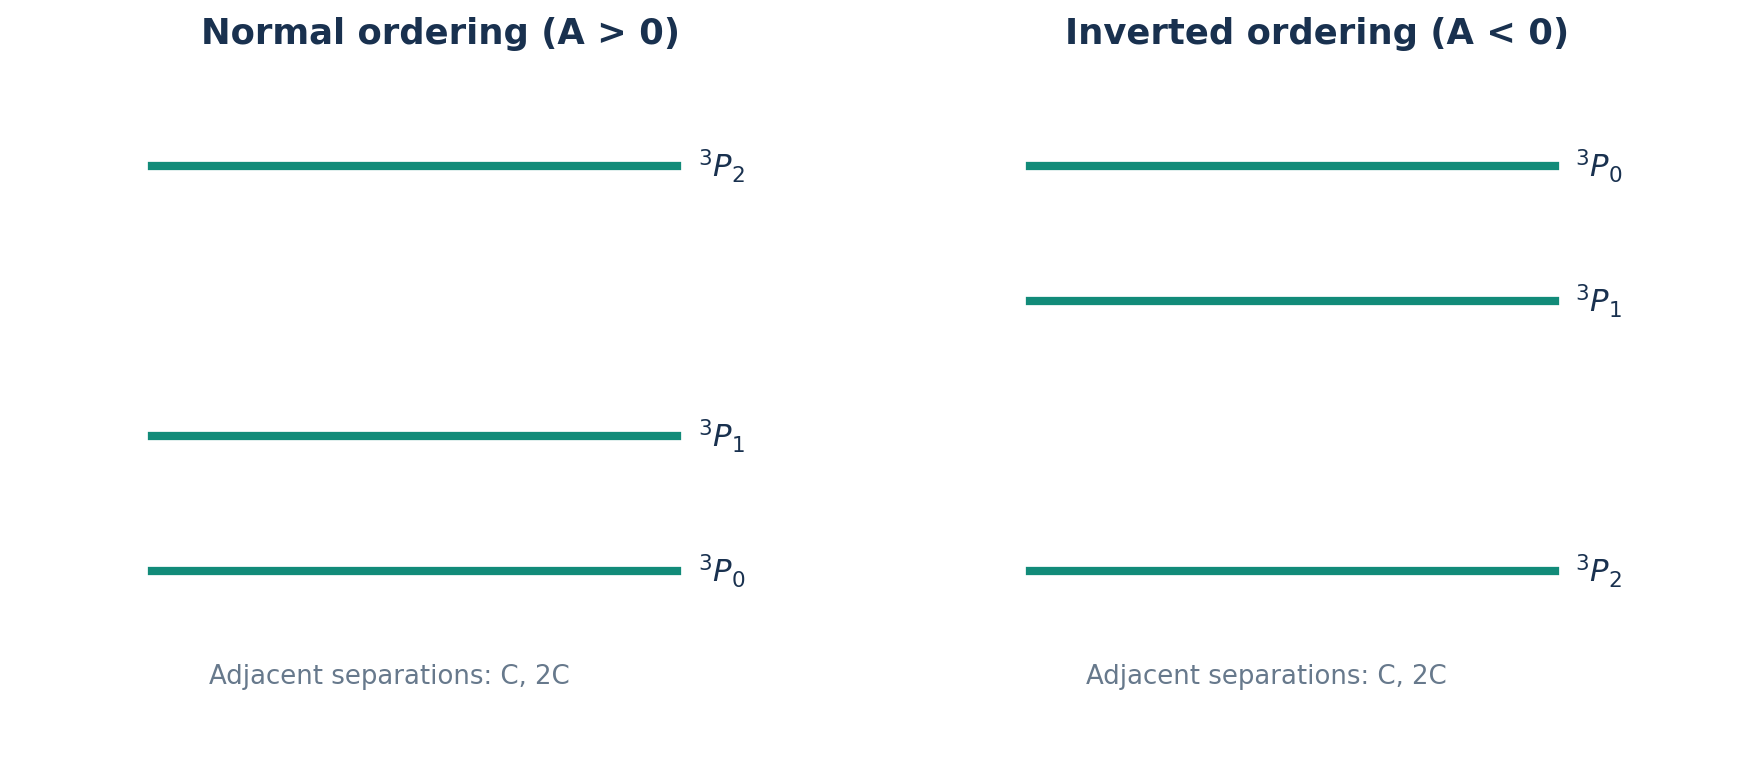 Normal ordering (A > 0)
³P₂
³P₁
³P₀
Adjacent separations: C, 2C
Inverted ordering (A < 0)
³P₀
³P₁
³P₂
Adjacent separations: C, 2C